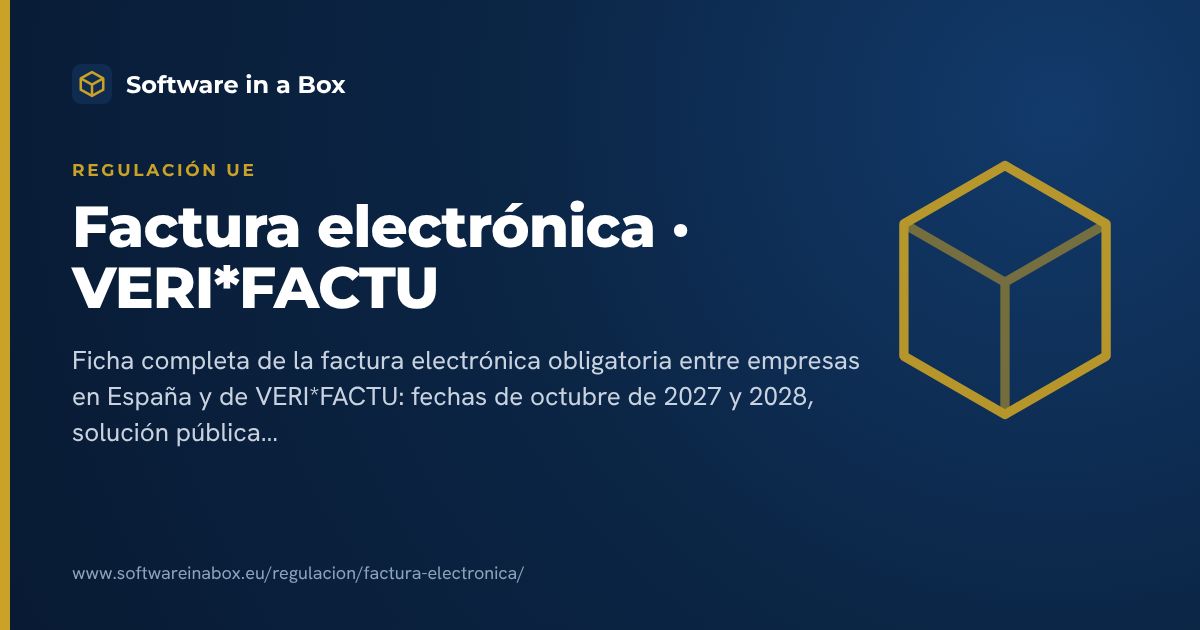 Software in a Box
REGULACIÓN UE
Factura electrónica ·
VERI*FACTU
Ficha completa de la factura electrónica obligatoria entre empresas
en España y de VERI*FACTU: fechas de octubre de 2027 y 2028,
solución pública...
www.softwareinabox.eu/regulacion/factura-electronica/